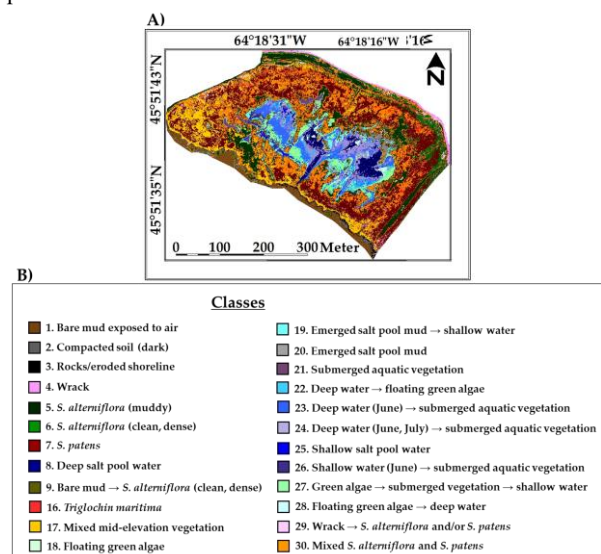 A)
64°18'31"W 64°18'16"W
45°51'43"N
N
45°51'35"N
0 100 200 300 Meter
B)
Classes
1. Bare mud exposed to air
2. Compacted soil (dark)
3. Rocks/eroded shoreline
4. Wrack
5. S. alterniflora (muddy)
6. S. alterniflora (clean, dense)
7. S. patens
8. Deep salt pool water
9. Bare mud → S. alterniflora (clean, dense)
16. Triglochin maritima
17. Mixed mid-elevation vegetation
18. Floating green algae
19. Emerged salt pool mud → shallow water
20. Emerged salt pool mud
21. Submerged aquatic vegetation
22. Deep water → floating green algae
23. Deep water (June) → submerged aquatic vegetation
24. Deep water (June, July) → submerged aquatic vegetation
25. Shallow salt pool water
26. Shallow water (June) → submerged aquatic vegetation
27. Green algae → submerged vegetation → shallow water
28. Floating green algae → deep water
29. Wrack → S. alterniflora and/or S. patens
30. Mixed S. alterniflora and S. patens